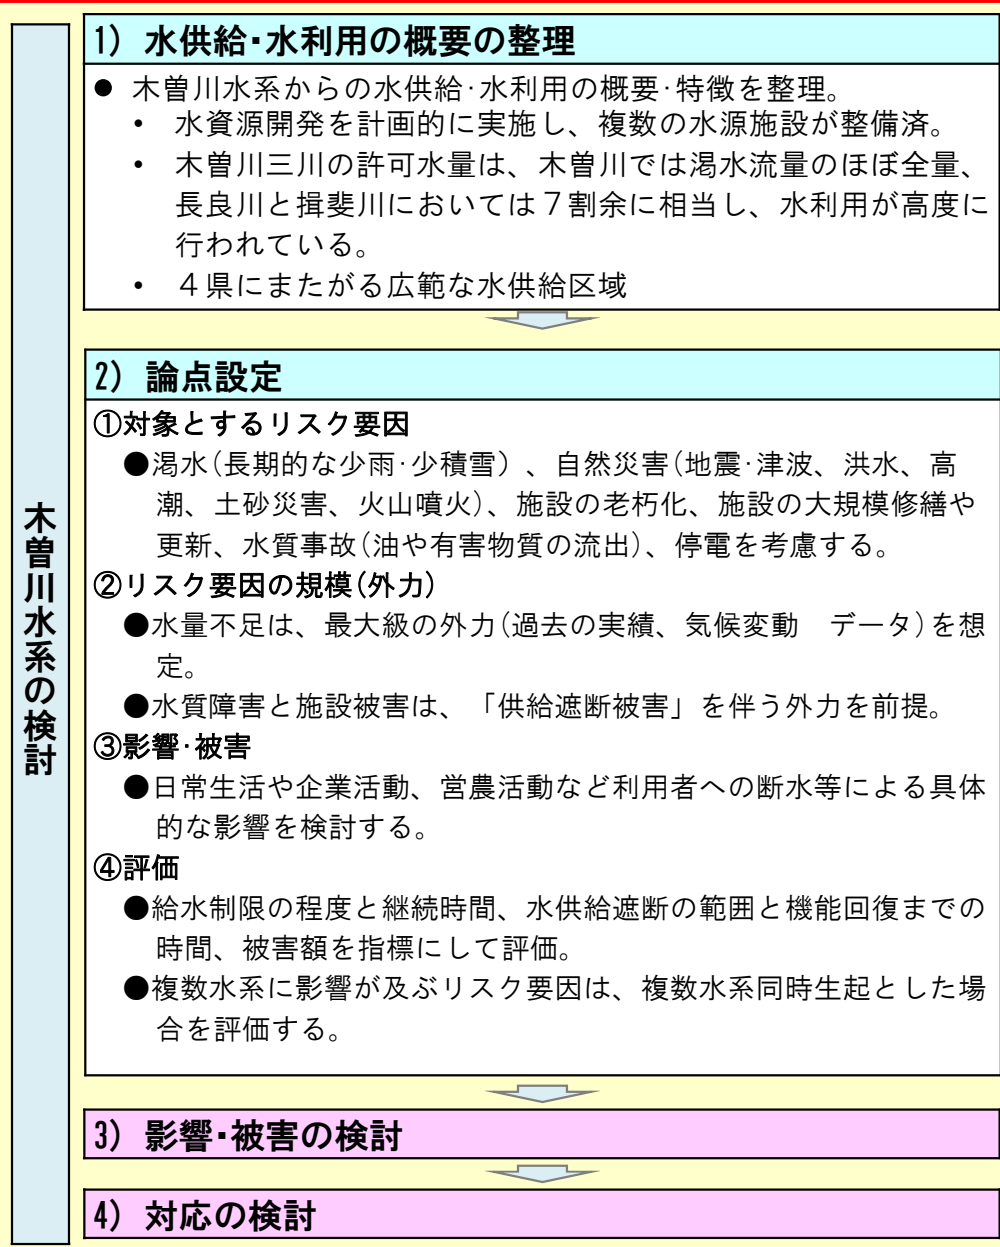 木曽川水系の検討
1) 水供給・水利用の概要の整理
● 木曽川水系からの水供給・水利用の概要・特徴を整理。
• 水資源開発を計画的に実施し、複数の水源施設が整備済。
• 木曽川三川の許可水量は、木曽川では渇水流量のほぼ全量、
長良川と揖斐川においては７割余に相当し、水利用が高度に
行われている。
• ４県にまたがる広範な水供給区域
2) 論点設定
①対象とするリスク要因
●渇水(長期的な少雨・少積雪）、自然災害(地震・津波、洪水、高
潮、土砂災害、火山噴火)、施設の老朽化、施設の大規模修繕や
更新、水質事故(油や有害物質の流出)、停電を考慮する。
②リスク要因の規模(外力)
●水量不足は、最大級の外力(過去の実績、気候変動　データ)を想
定。
●水質障害と施設被害は、「供給遮断被害」を伴う外力を前提。
③影響・被害
●日常生活や企業活動、営農活動など利用者への断水等による具体
的な影響を検討する。
④評価
●給水制限の程度と継続時間、水供給遮断の範囲と機能回復までの
時間、被害額を指標にして評価。
●複数水系に影響が及ぶリスク要因は、複数水系同時生起とした場
合を評価する。
3) 影響・被害の検討
4) 対応の検討